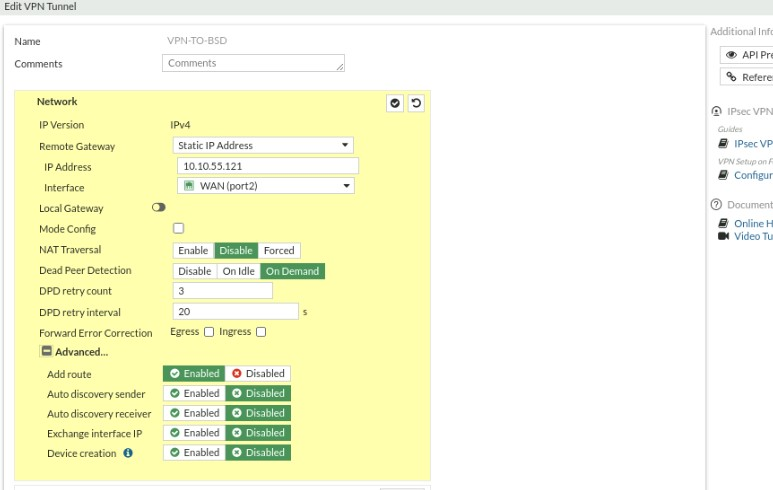 Edit VPN Tunnel
Name VPN-TO-BSD
Comments Comments
Network
IP Version IPv4
Remote Gateway Static IP Address
IP Address 10.10.55.121
Interface WAN (port2)
Local Gateway
Mode Config
NAT Traversal Enable Disable Forced
Dead Peer Detection Disable On Idle On Demand
DPD retry count 3
DPD retry interval 20 s
Forward Error Correction Egress Ingress
Advanced...
Add route Enabled Disabled
Auto discovery sender Enabled Disabled
Auto discovery receiver Enabled Disabled
Exchange interface IP Enabled Disabled
Device creation Enabled Disabled
Additional Info
API Pre
Refere
IPsec VPN
Guides
IPsec VP
VPN Setup on F
Configur
Document
Online H
Video Tu